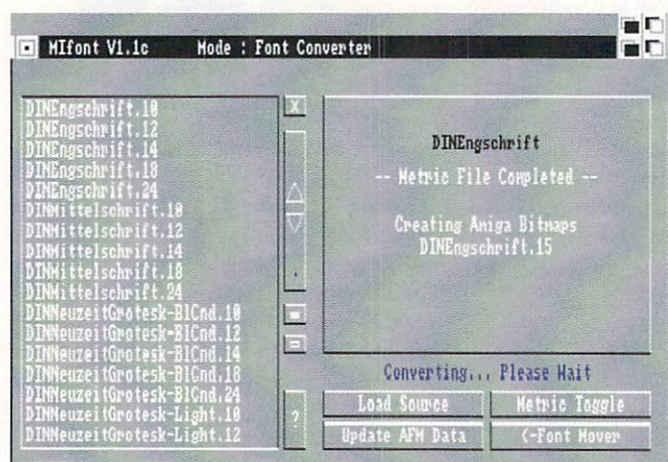 MIfont V1.1c Mode : Font Converter
DINEngschrift.10
DINEngschrift.12
DINEngschrift.14
DINEngschrift.18
DINEngschrift.24
DINMittelschrift.10
DINMittelschrift.12
DINMittelschrift.14
DINMittelschrift.18
DINMittelschrift.24
DINNeuzeitGrotesk-BlCnd.10
DINNeuzeitGrotesk-BlCnd.12
DINNeuzeitGrotesk-BlCnd.14
DINNeuzeitGrotesk-BlCnd.18
DINNeuzeitGrotesk-BlCnd.24
DINNeuzeitGrotesk-Light.10
DINNeuzeitGrotesk-Light.12
X
=
?
DINEngschrift
-- Metric File Completed --
Creating Amiga Bitmaps
DINEngschrift.15
Converting... Please Wait
Load Source
Metric Toggle
Update AFM Data
<-Font Mover